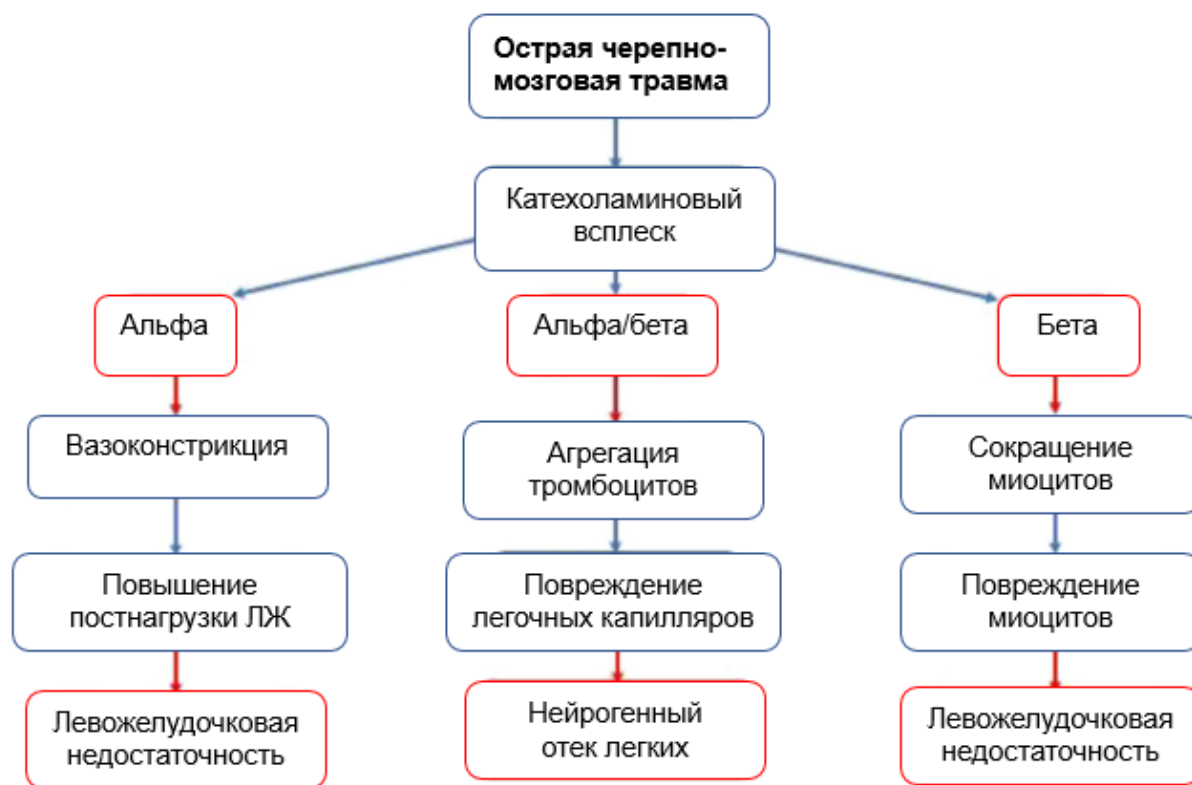 Острая черепно-
мозговая травма
Катехоламиновый
всплеск
Альфа
Альфа/бета
Бета
Вазоконстрикция
Агрегация
тромбоцитов
Сокращение
миоцитов
Повышение
постнагрузки ЛЖ
Повреждение
легочных капилляров
Повреждение
миоцитов
Левожелудочковая
недостаточность
Нейрогенный
отек легких
Левожелудочковая
недостаточность